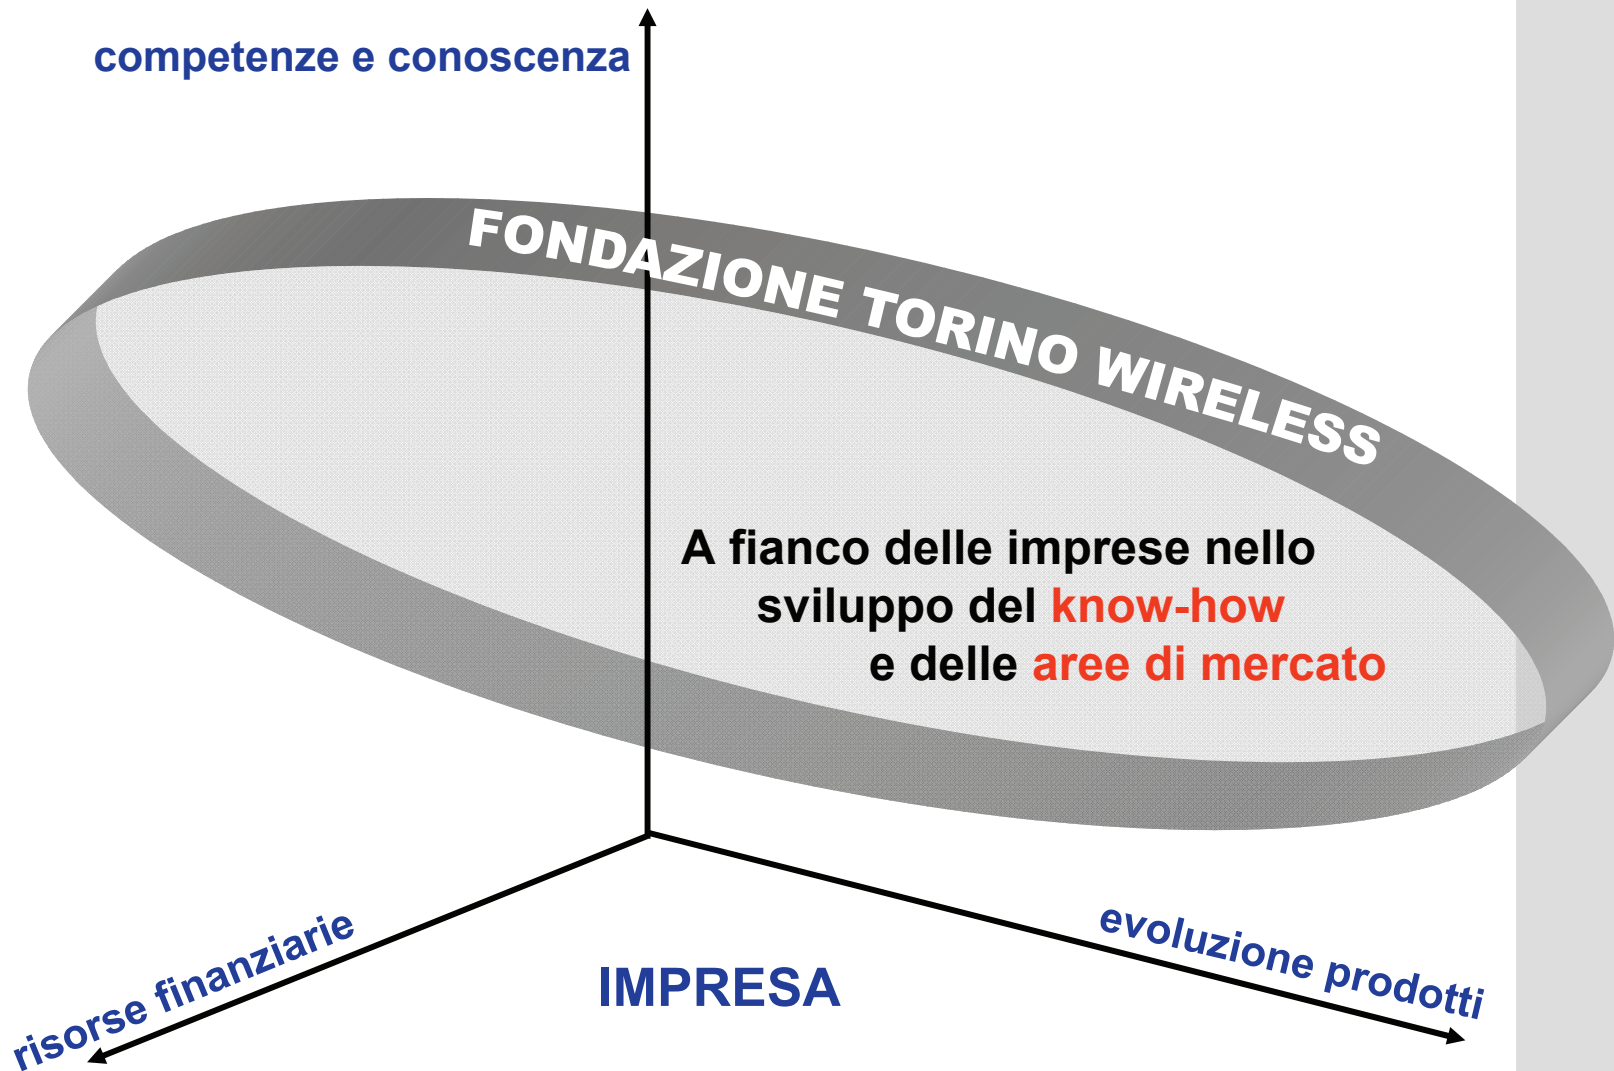 competenze e conoscenza
FONDAZIONE TORINO WIRELESS
A fianco delle imprese nello
sviluppo del know-how
e delle aree di mercato
risorse finanziarie
evoluzione prodotti
IMPRESA